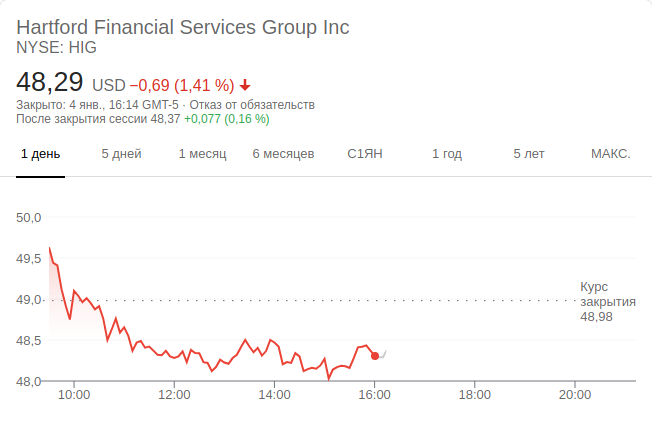 Hartford Financial Services Group Inc
NYSE: HIG
48,29 USD −0,69 (1,41 %)
Закрыто: 4 янв., 16:14 GMT-5 · Отказ от обязательств
После закрытия сессии 48,37 +0,077 (0,16 %)
1 день 5 дней 1 месяц 6 месяцев С1ЯН 1 год 5 лет МАКС.
50,0
49,5
49,0
48,5
48,0
Курс
закрытия
48,98
10:00 12:00 14:00 16:00 18:00 20:00